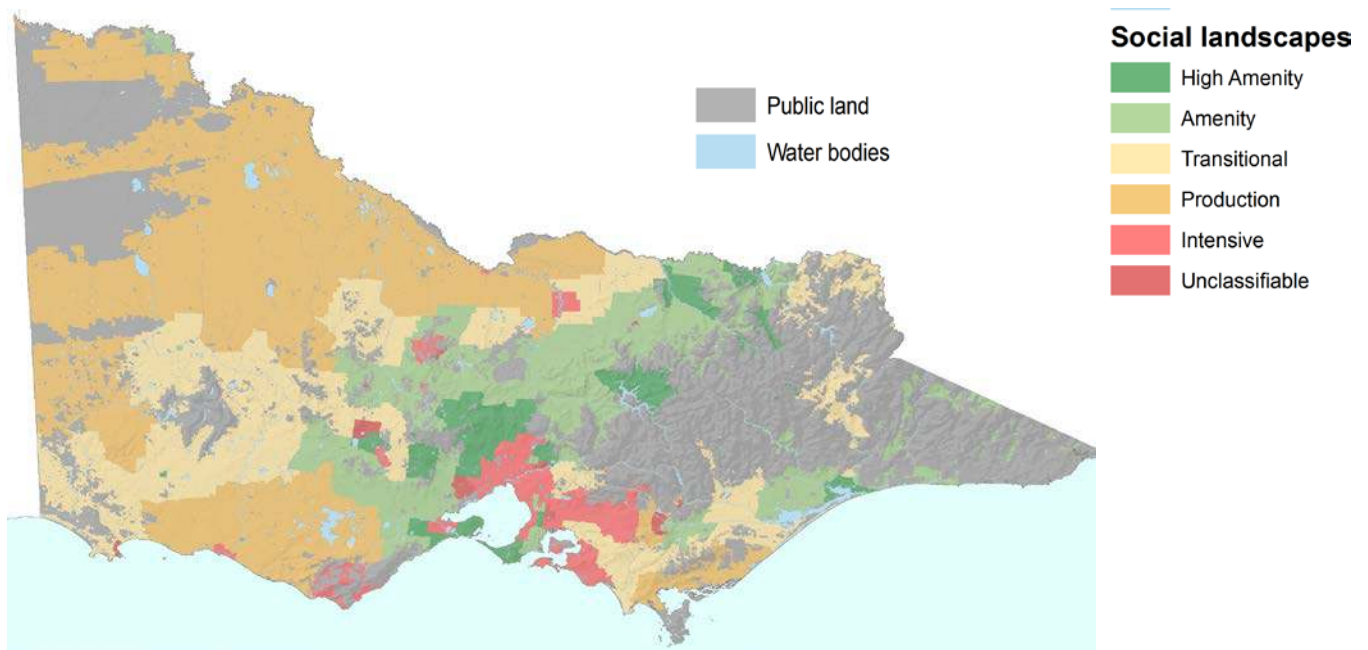 Public land
Water bodies
Social landscapes
High Amenity
Amenity
Transitional
Production
Intensive
Unclassifiable